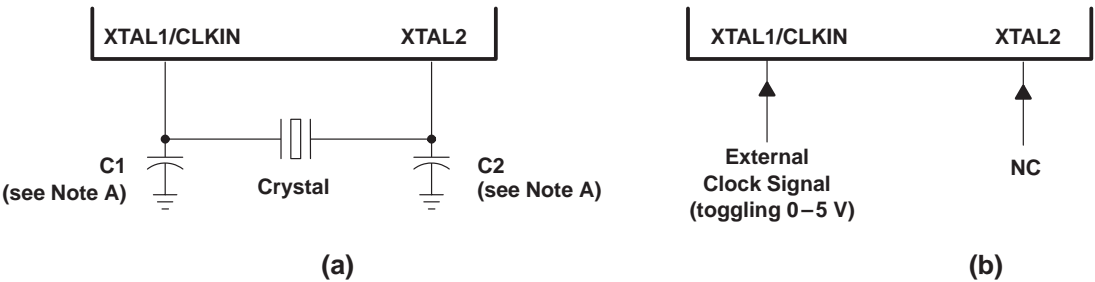 XTAL1/CLKIN
XTAL2
C1
(see Note A)
Crystal
C2
(see Note A)
(a)
XTAL1/CLKIN
XTAL2
External
Clock Signal
(toggling 0–5 V)
NC
(b)